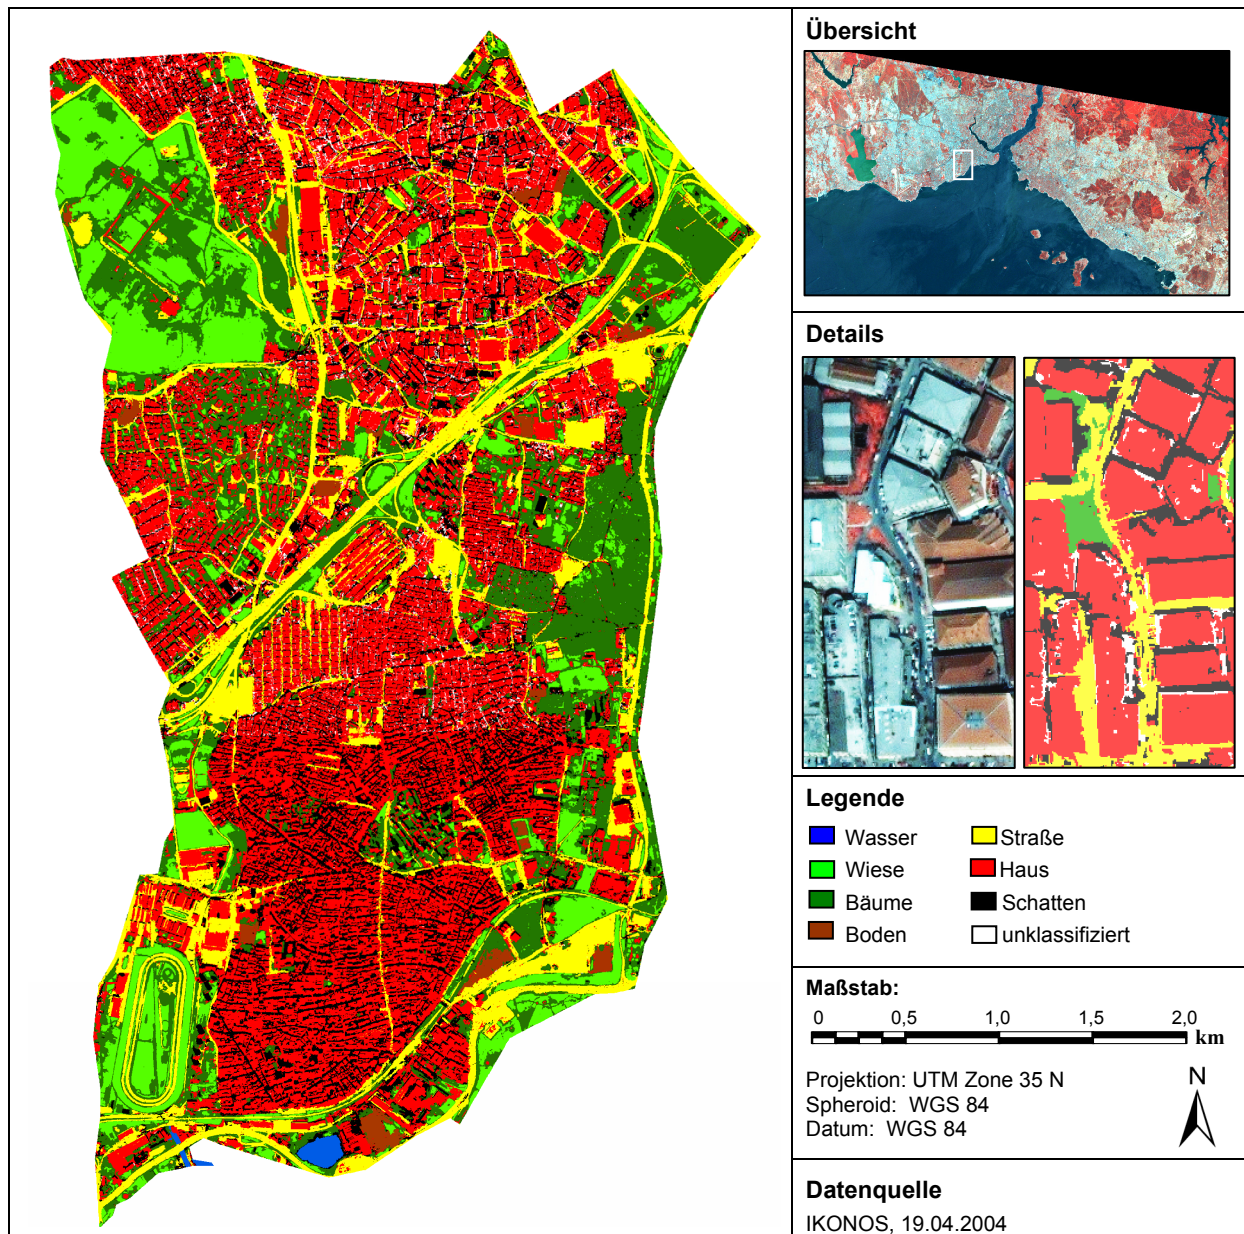 Übersicht
Details
Legende
Wasser
Straße
Wiese
Haus
Bäume
Schatten
Boden
unklassifiziert
Maßstab:
0 0,5 1,0 1,5 2,0
km
Projektion: UTM Zone 35 N
Spheroid: WGS 84
Datum: WGS 84
N
Datenquelle
IKONOS, 19.04.2004